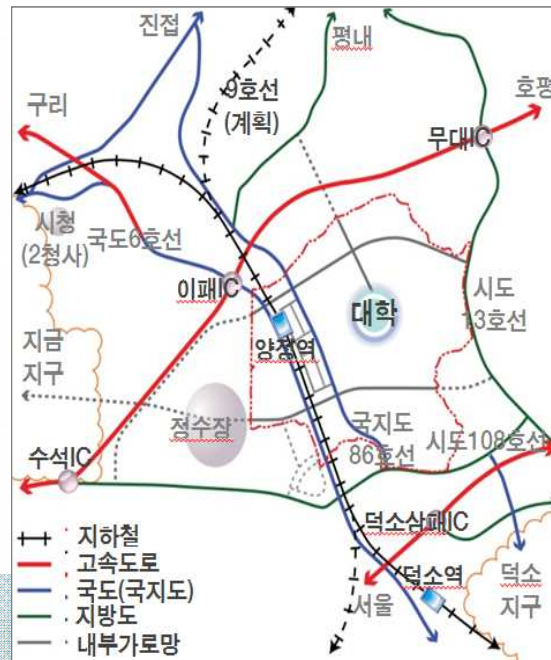 진접
평내
9호선
(계획)
호평
구리
무대IC
시청
(2청사)
국도6호선
이패IC
대학
시도
13호선
양정역
지금
지구
정수장
국지도
86호선
시도108호선
수석IC
덕소삼패IC
덕소역
덕소
지구
서울
지하철
고속도로
국도(국지도)
지방도
내부가로망